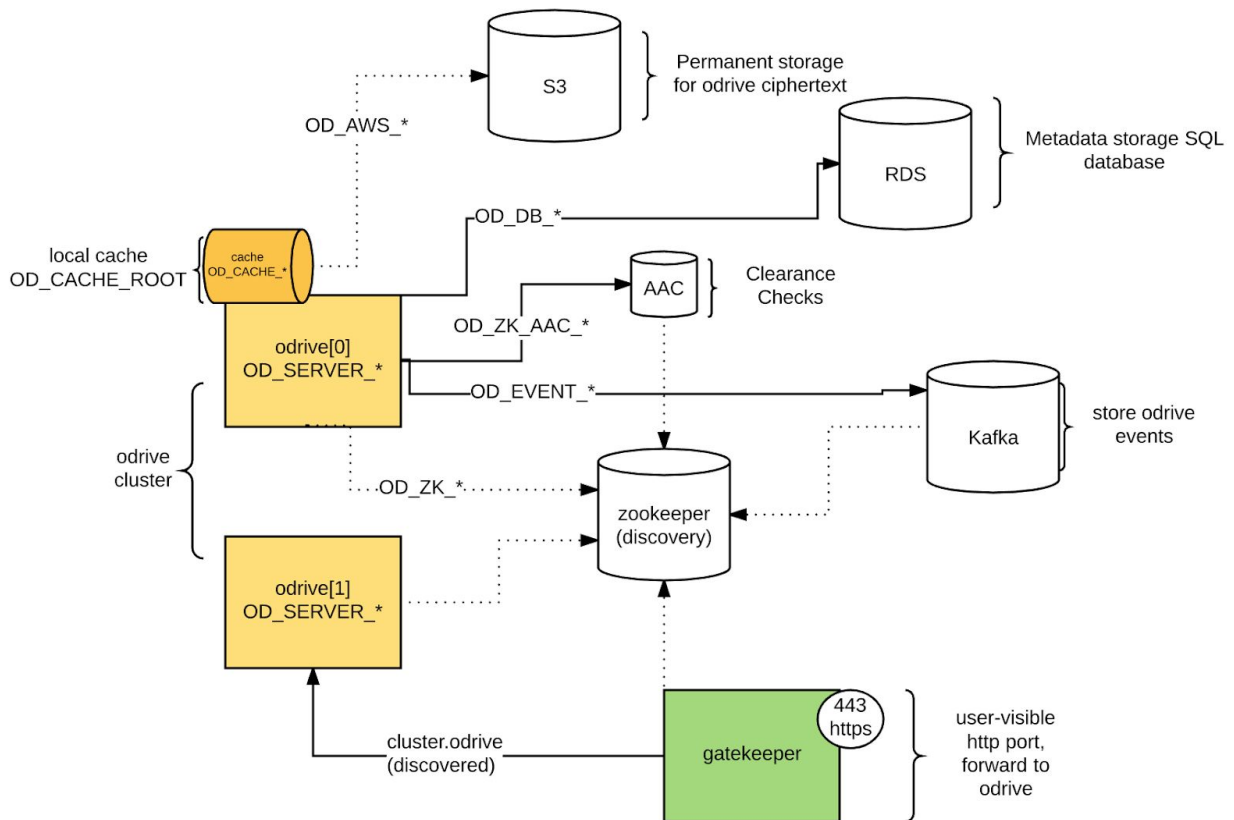 S3
Permanent storage
for odrive ciphertext
OD_AWS_*
RDS
Metadata storage SQL
database
OD_DB_*
local cache
OD_CACHE_ROOT
cache
OD_CACHE_*
AAC
Clearance
Checks
OD_ZK_AAC_*
odrive[0]
OD_SERVER_*
OD_EVENT_*
Kafka
store odrive
events
odrive
cluster
OD_ZK_*
zookeeper
(discovery)
odrive[1]
OD_SERVER_*
cluster.odrive
(discovered)
gatekeeper
443
https
user-visible
http port,
forward to
odrive